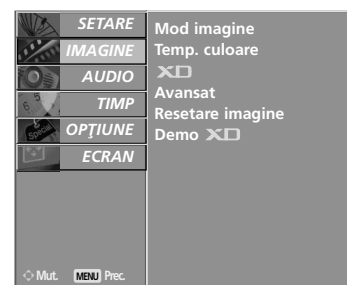 SETARE
IMAGINE
AUDIO
TIMP
OPŢIUNE
ECRAN
Mod imagine
Temp. culoare
XD
Avansat
Resetare imagine
Demo XD
Mut. MENU Prec.